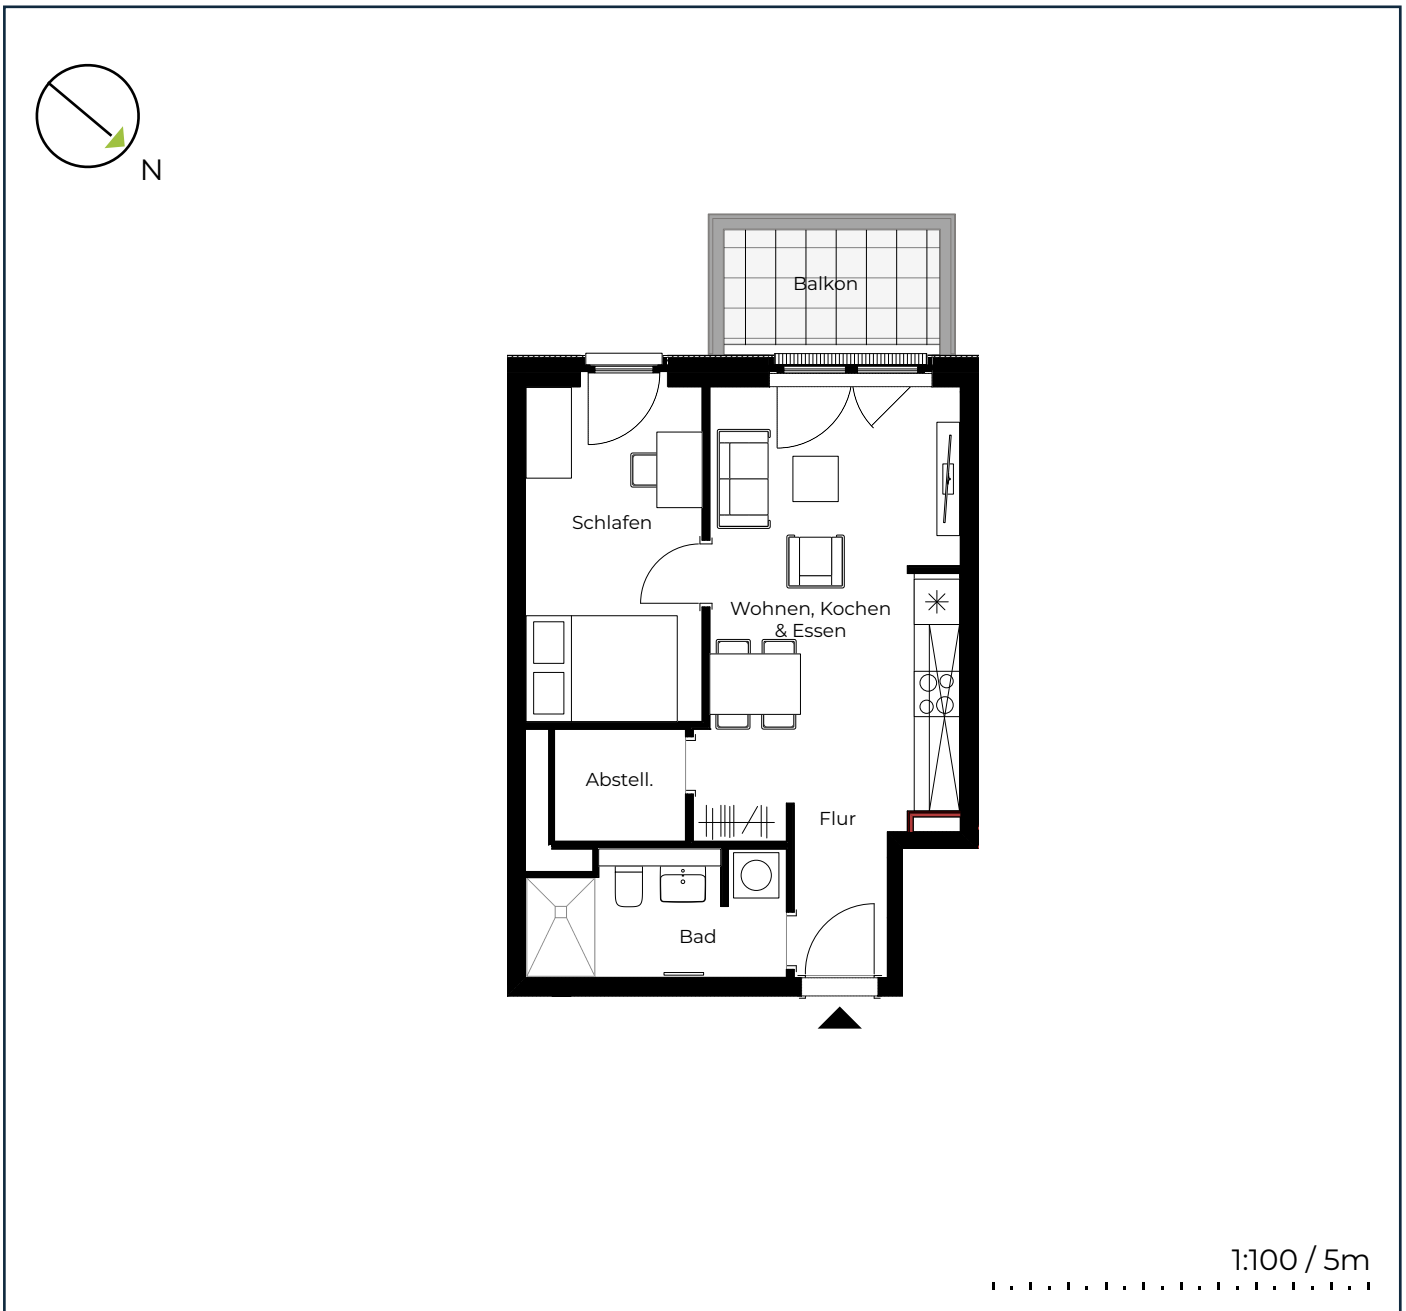 N
Balkon
Schlafen
Wohnen, Kochen
& Essen
Abstell.
Flur
Bad
1:100 / 5m